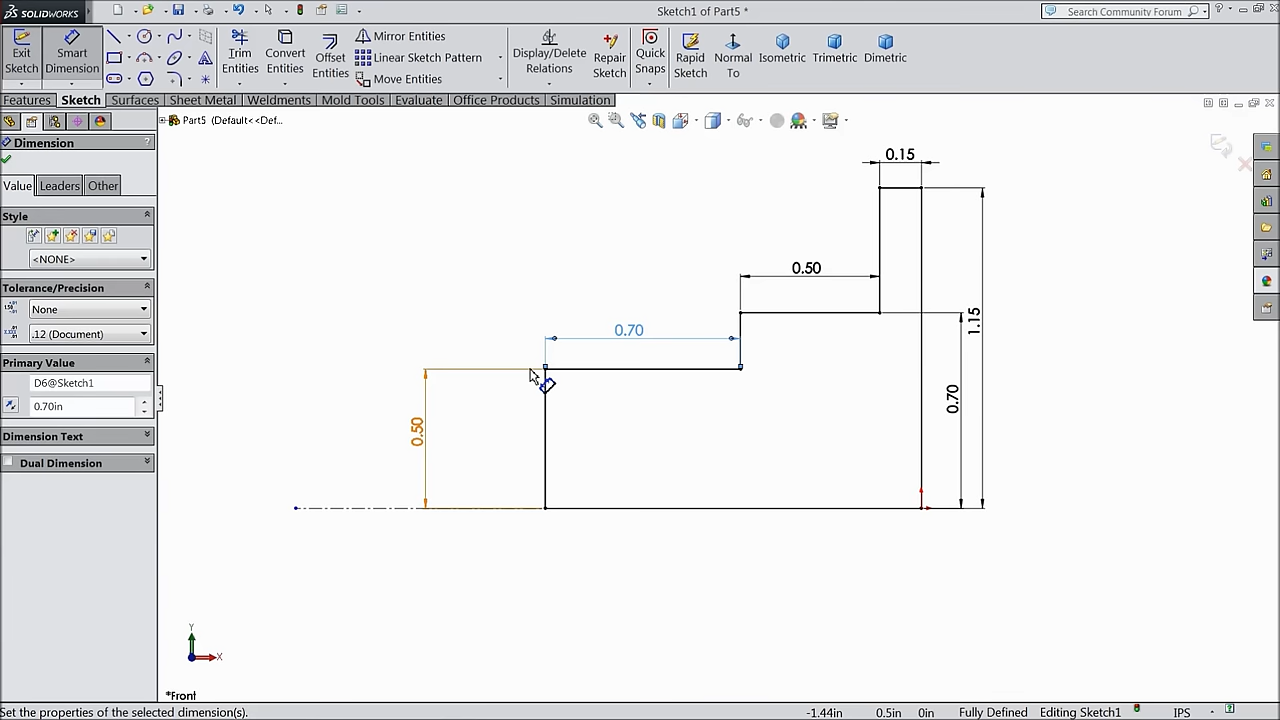 SOLIDWORKS
Sketch1 of Part5 *
Search Community Forum
Exit Sketch
Smart Dimension
Trim Entities
Convert Entities
Offset Entities
Mirror Entities
Linear Sketch Pattern
Move Entities
Display/Delete Relations
Repair Sketch
Quick Snaps
Rapid Sketch
Normal To
Isometric
Trimetric
Dimetric
Features
Sketch
Surfaces
Sheet Metal
Weldments
Mold Tools
Evaluate
Office Products
Simulation
Part5 (Default<<Def...
Dimension
?
Value
Leaders
Other
Style
<NONE>
Tolerance/Precision
None
.12 (Document)
Primary Value
D6@Sketch1
0.70in
Dimension Text
Dual Dimension
0.15
0.50
0.70
1.15
0.70
0.50
Y
X
*Front
Set the properties of the selected dimension(s).
-1.44in
0.5in
0in
Fully Defined
Editing Sketch1
IPS